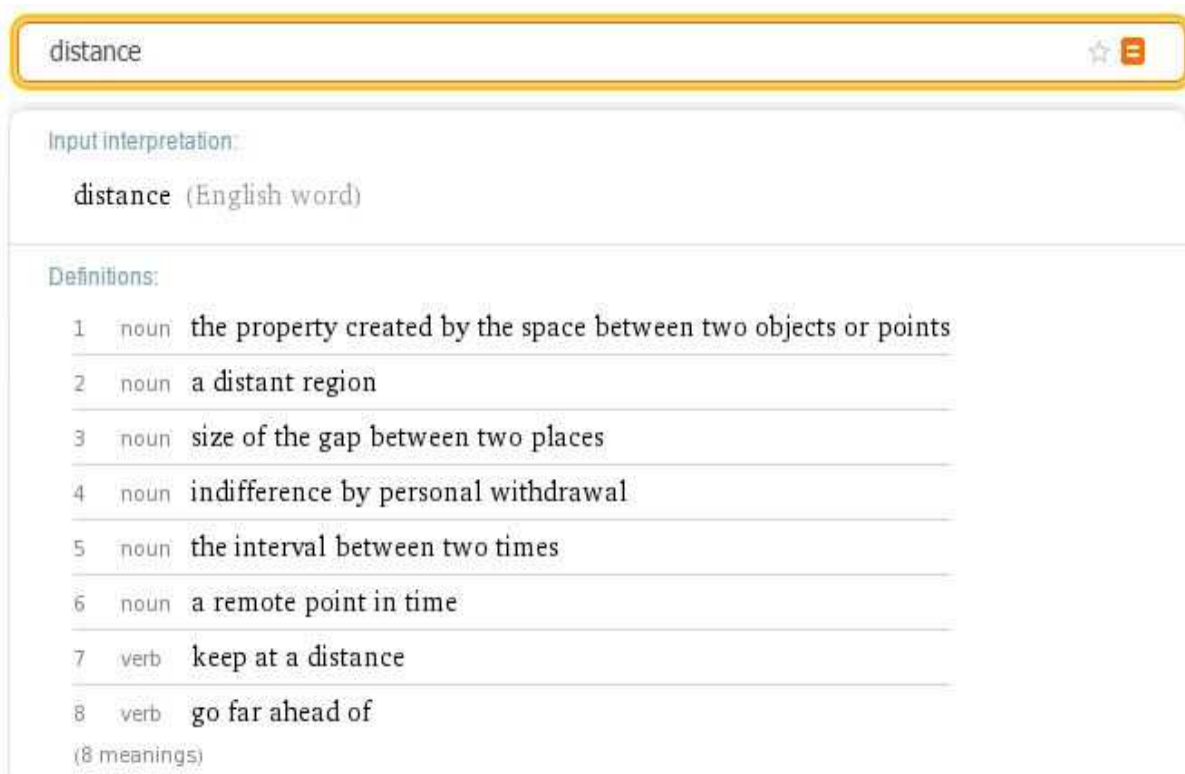 distance
Input interpretation:
distance (English word)
Definitions:
1 noun the property created by the space between two objects or points
2 noun a distant region
3 noun size of the gap between two places
4 noun indifference by personal withdrawal
5 noun the interval between two times
6 noun a remote point in time
7 verb keep at a distance
8 verb go far ahead of
(8 meanings)